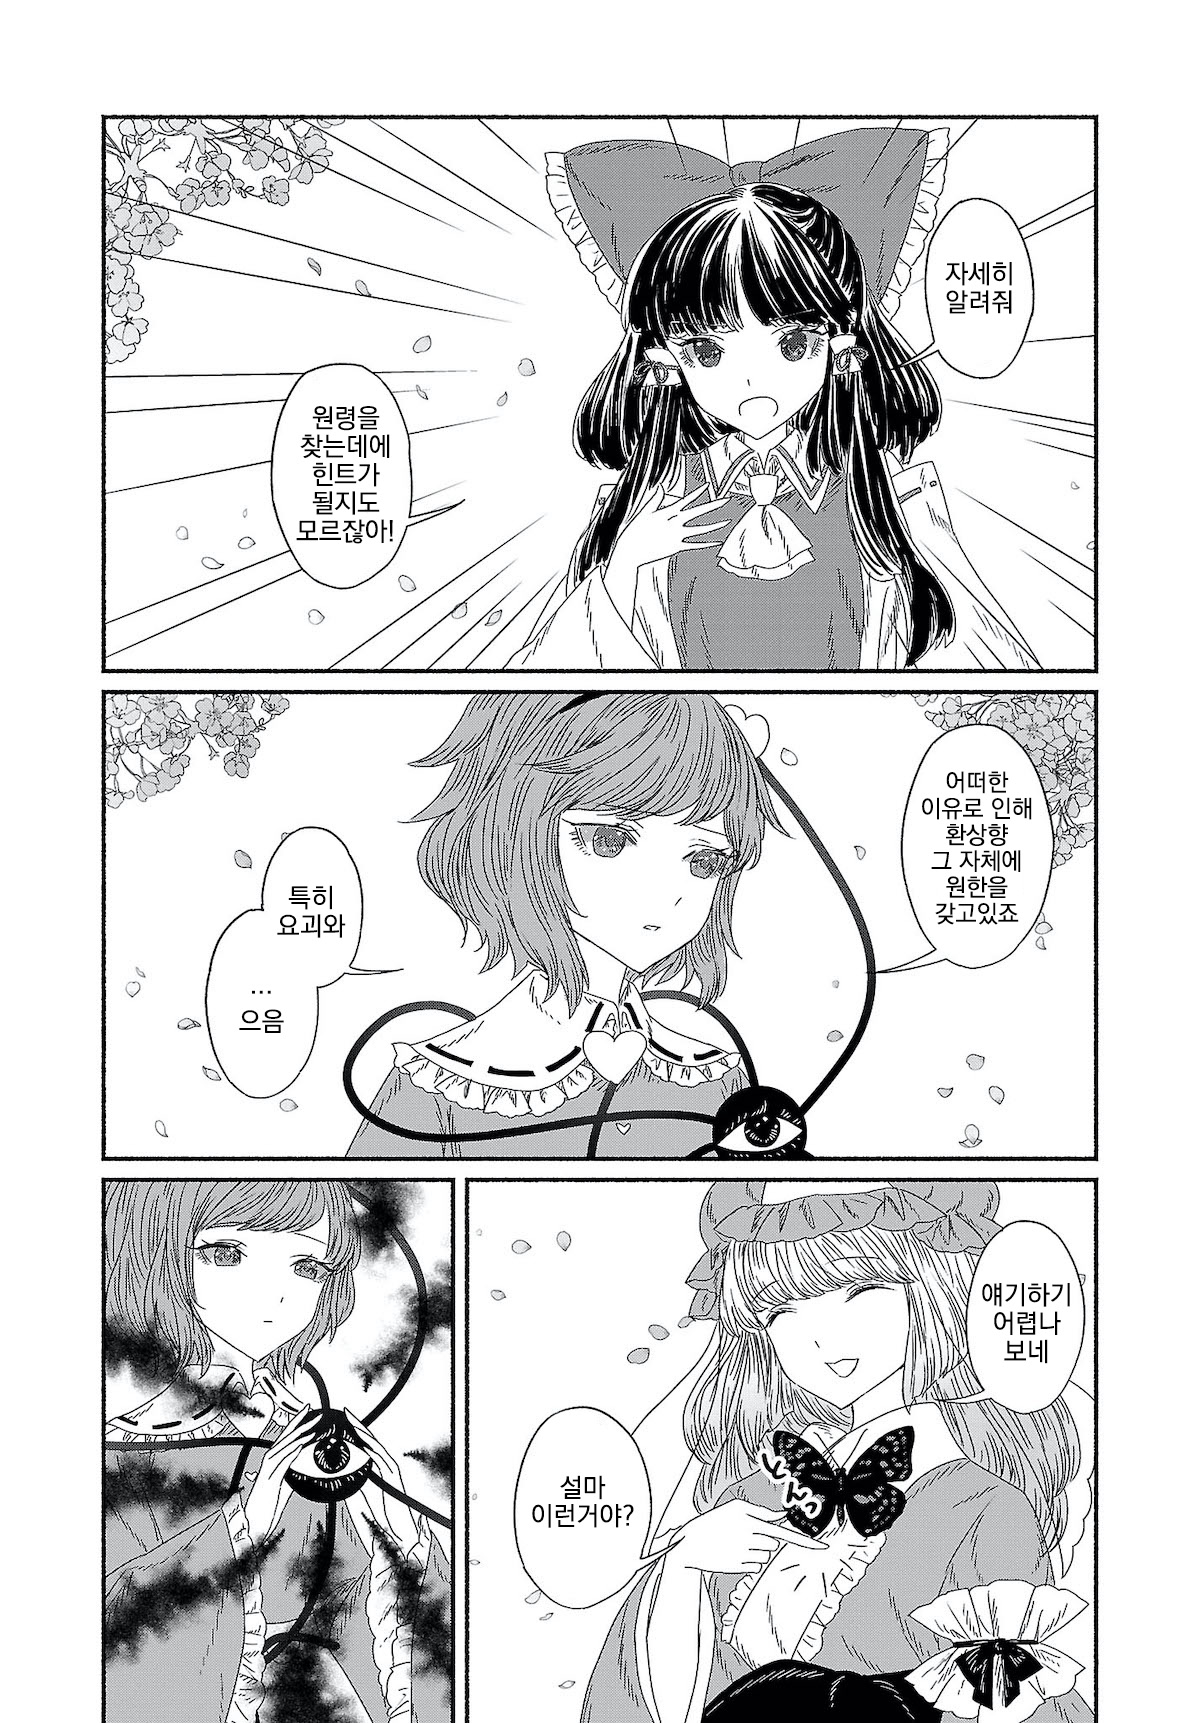 자세히
알려줘
원령을
찾는데에
힌트가
될지도
모르잖아!
어떠한
이유로 인해
환상향
그 자체에
원한을
갖고있죠
특히
요괴와
…
으음
얘기하기
어렵나
보네
とんっ
설마
이런거야?